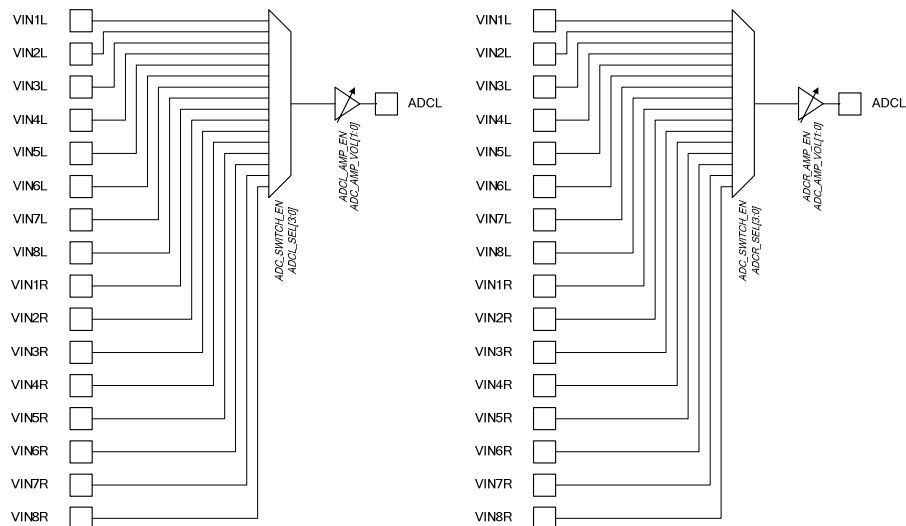 VIN1L
VIN2L
VIN3L
VIN4L
VIN5L
VIN6L
VIN7L
VIN8L
VIN1R
VIN2R
VIN3R
VIN4R
VIN5R
VIN6R
VIN7R
VIN8R
ADC_SWITCH_EN
ADCL_SEL[3:0]
ADCL_AMP_EN
ADC_AMP_VOL[1:0]
ADCL
VIN1L
VIN2L
VIN3L
VIN4L
VIN5L
VIN6L
VIN7L
VIN8L
VIN1R
VIN2R
VIN3R
VIN4R
VIN5R
VIN6R
VIN7R
VIN8R
ADC_SWITCH_EN
ADCR_SEL[3:0]
ADCR_AMP_EN
ADC_AMP_VOL[1:0]
ADCL